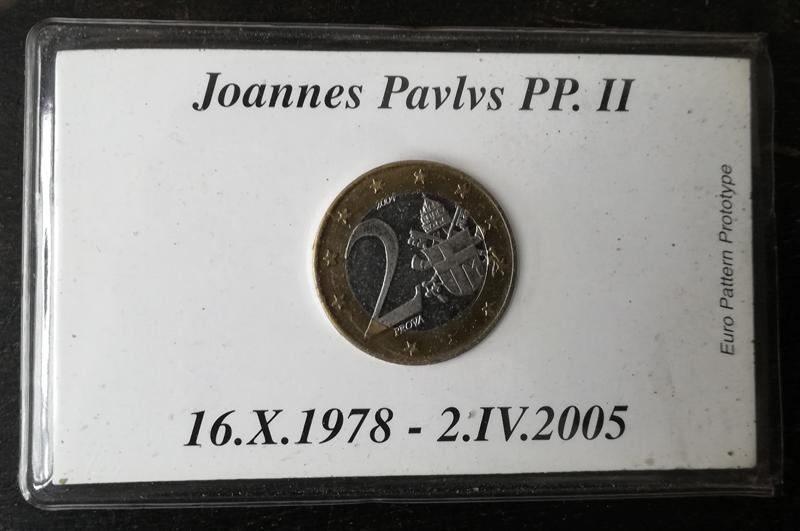 Joannes Pavlvs PP. II
2004
2
PROVA
Euro Pattern Prototype
16.X.1978 - 2.IV.2005